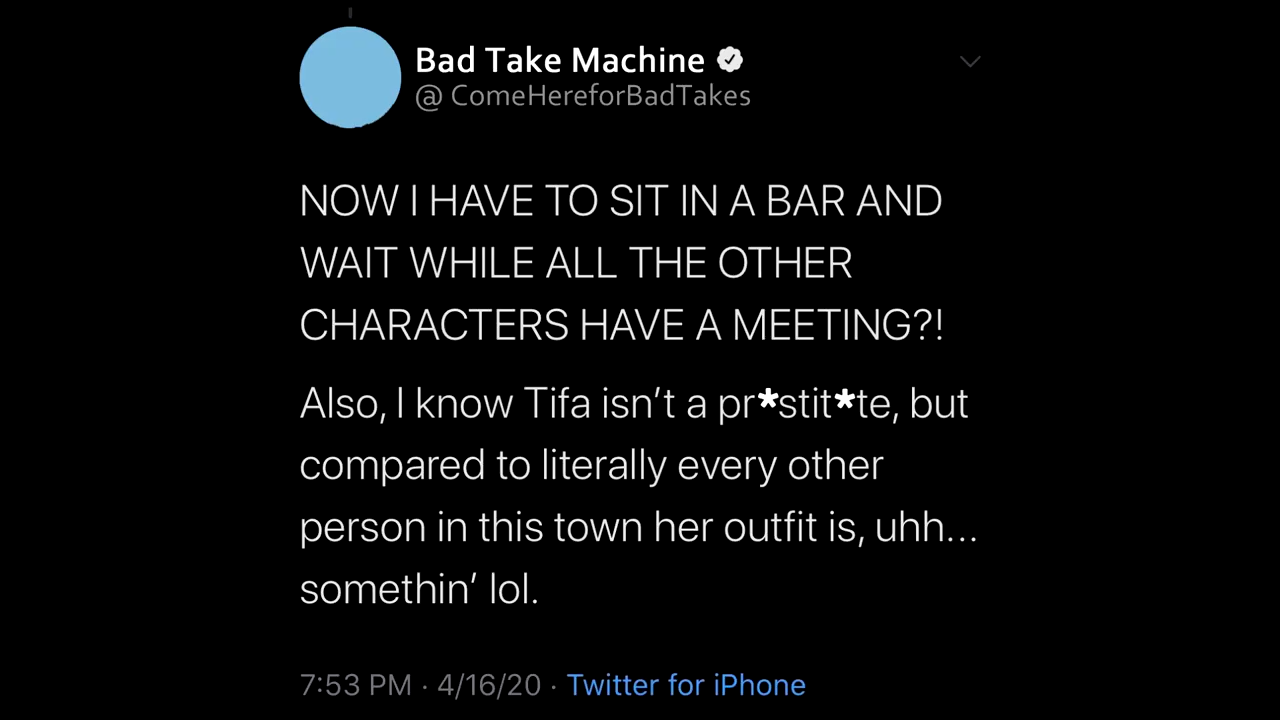 Bad Take Machine
@ ComeHereforBadTakes
NOW I HAVE TO SIT IN A BAR AND
WAIT WHILE ALL THE OTHER
CHARACTERS HAVE A MEETING?!
Also, I know Tifa isn’t a pr*stit*te, but
compared to literally every other
person in this town her outfit is, uhh...
somethin’ lol.
7:53 PM · 4/16/20 · Twitter for iPhone